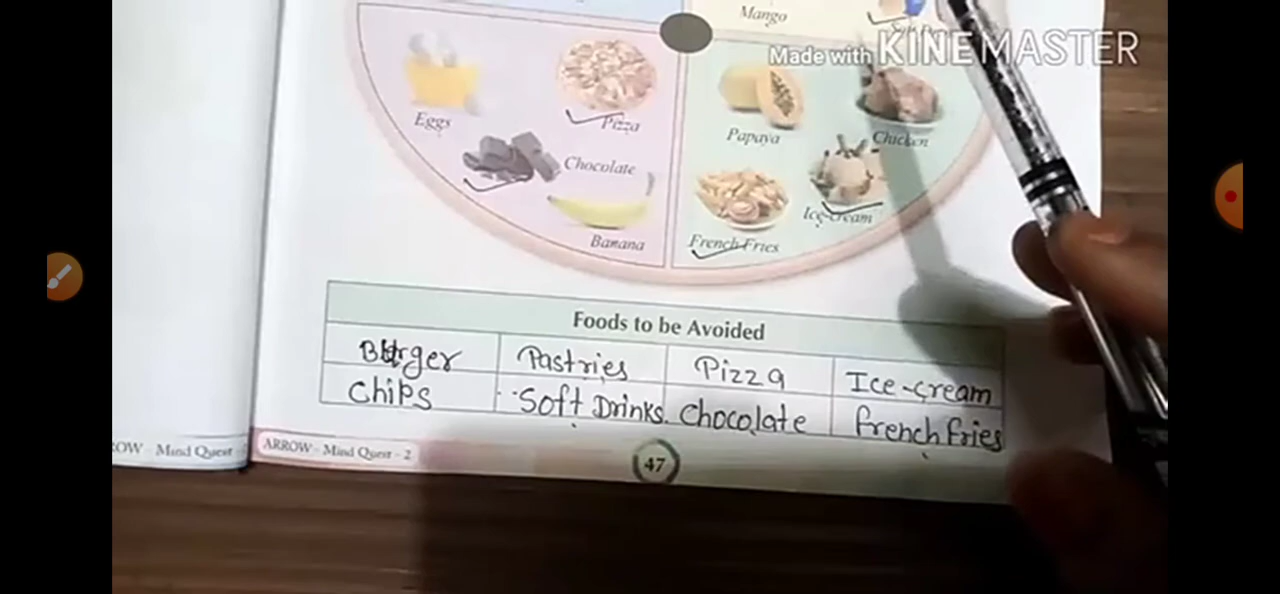 Mango
Made with KINEMASTER
Eggs
Pizza
Papaya
Chicken
Chocolate
Ice-cream
Banana
French Fries
Foods to be Avoided
Burger Pastries Pizza Ice-cream
Chips Soft Drinks. Chocolate french fries
ROW - Mind Quest -
ARROW - Mind Quest - 2
47